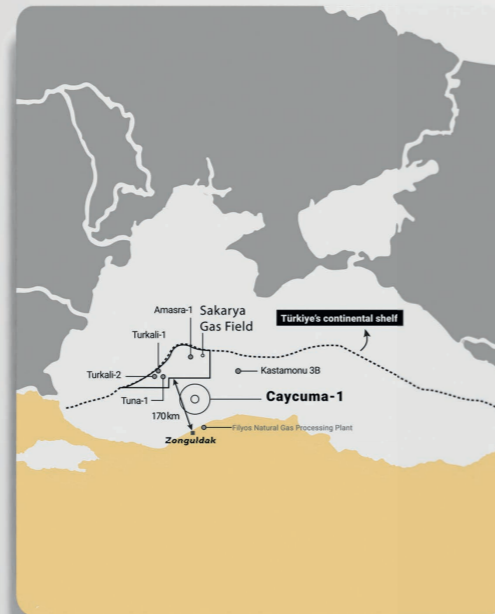 Amasra-1
Sakarya
Gas Field
Türkiye's continental shelf
Turkali-1
Turkali-2
Kastamonu 3B
Tuna-1
Caycuma-1
170km
Filyos Natural Gas Processing Plant
Zonguldak